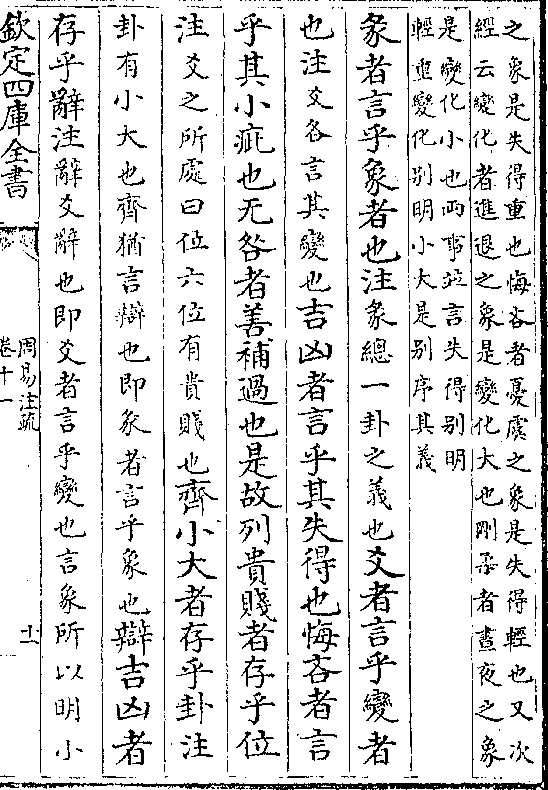 之象是失得重也悔吝者憂虞之象是失得輕也又次
經云變化者進退之象是變化大也剛柔者晝夜之象
是變化小也兩事並言失得别明
輕重變化别明小大是别序其義
彖者言乎象者也注彖總一卦之義也爻者言乎變者
也注爻各言其變也吉凶者言乎其失得也悔吝者言
乎其小疵也无咎者善補過也是故列貴賤者存乎位
注爻之所處曰位六位有貴賤也齊小大者存乎卦注
卦有小大也齊猶言辯也即彖者言乎象也辯吉凶者
存乎辭注辭爻辭也即爻者言乎變也言象所以明小
欽定四庫全書
周易注疏
卷十一
十一